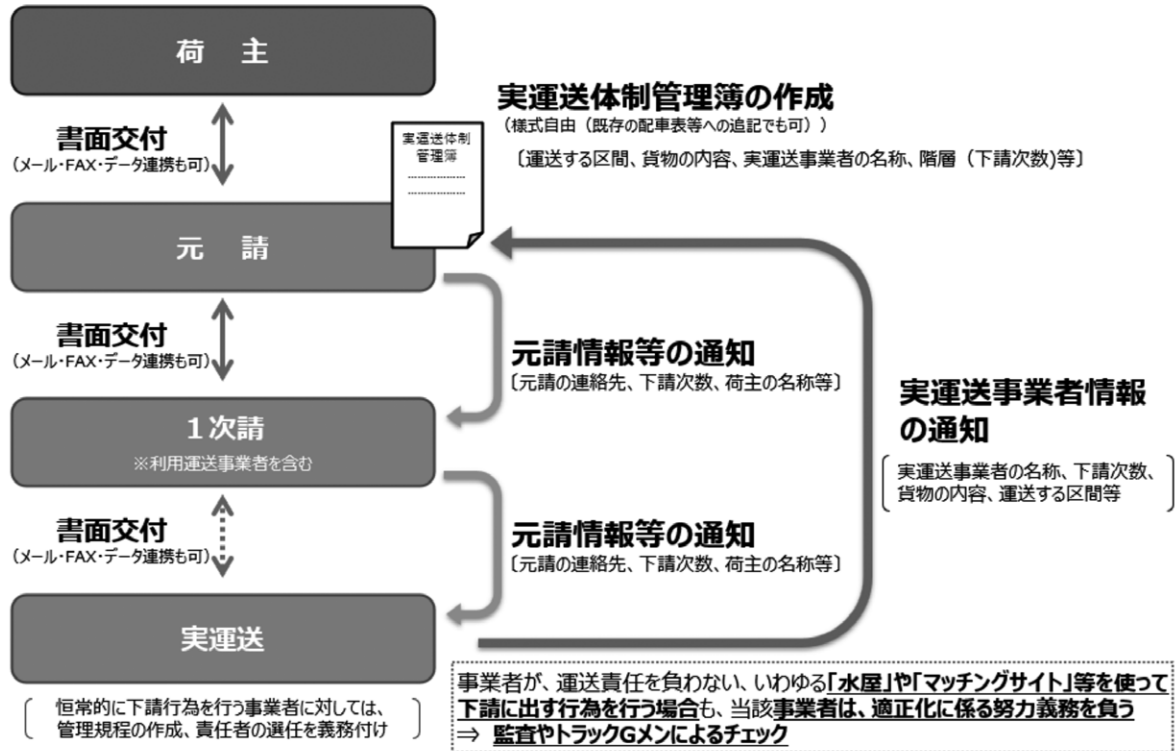 荷　主
書面交付
（メール・FAX・データ連携も可）
実運送体制管理簿の作成
（様式自由（既存の配車表等への追記でも可））
〔運送する区間、貨物の内容、実運送事業者の名称、階層（下請次数)等〕
実運送体制
管理簿
元　請
書面交付
（メール・FAX・データ連携も可）
元請情報等の通知
〔元請の連絡先、下請次数、荷主の名称等〕
１次請
※利用運送事業者を含む
実運送事業者情報
の通知
実運送事業者の名称、下請次数、
貨物の内容、運送する区間等
書面交付
（メール・FAX・データ連携も可）
元請情報等の通知
〔元請の連絡先、下請次数、荷主の名称等〕
実運送
恒常的に下請行為を行う事業者に対しては、
管理規程の作成、責任者の選任を義務付け
事業者が、運送責任を負わない、いわゆる「水屋」や「マッチングサイト」等を使って
下請に出す行為を行う場合も、当該事業者は、適正化に係る努力義務を負う
⇒　監査やトラックGメンによるチェック